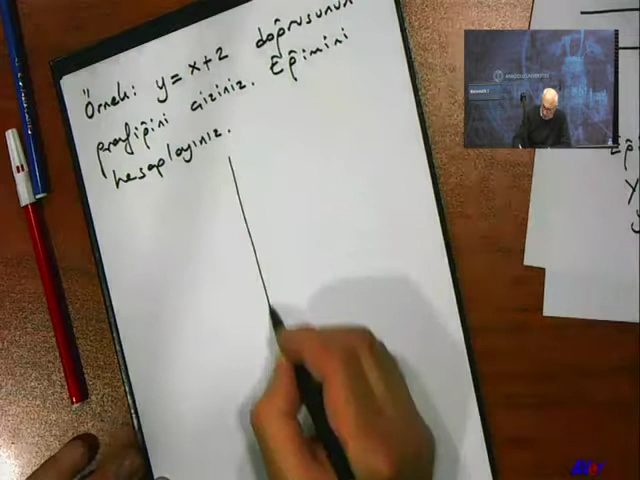 Örnek: y = x+2 doğrusunun
grafiğini çiziniz. Eğimini
hesaplayınız.